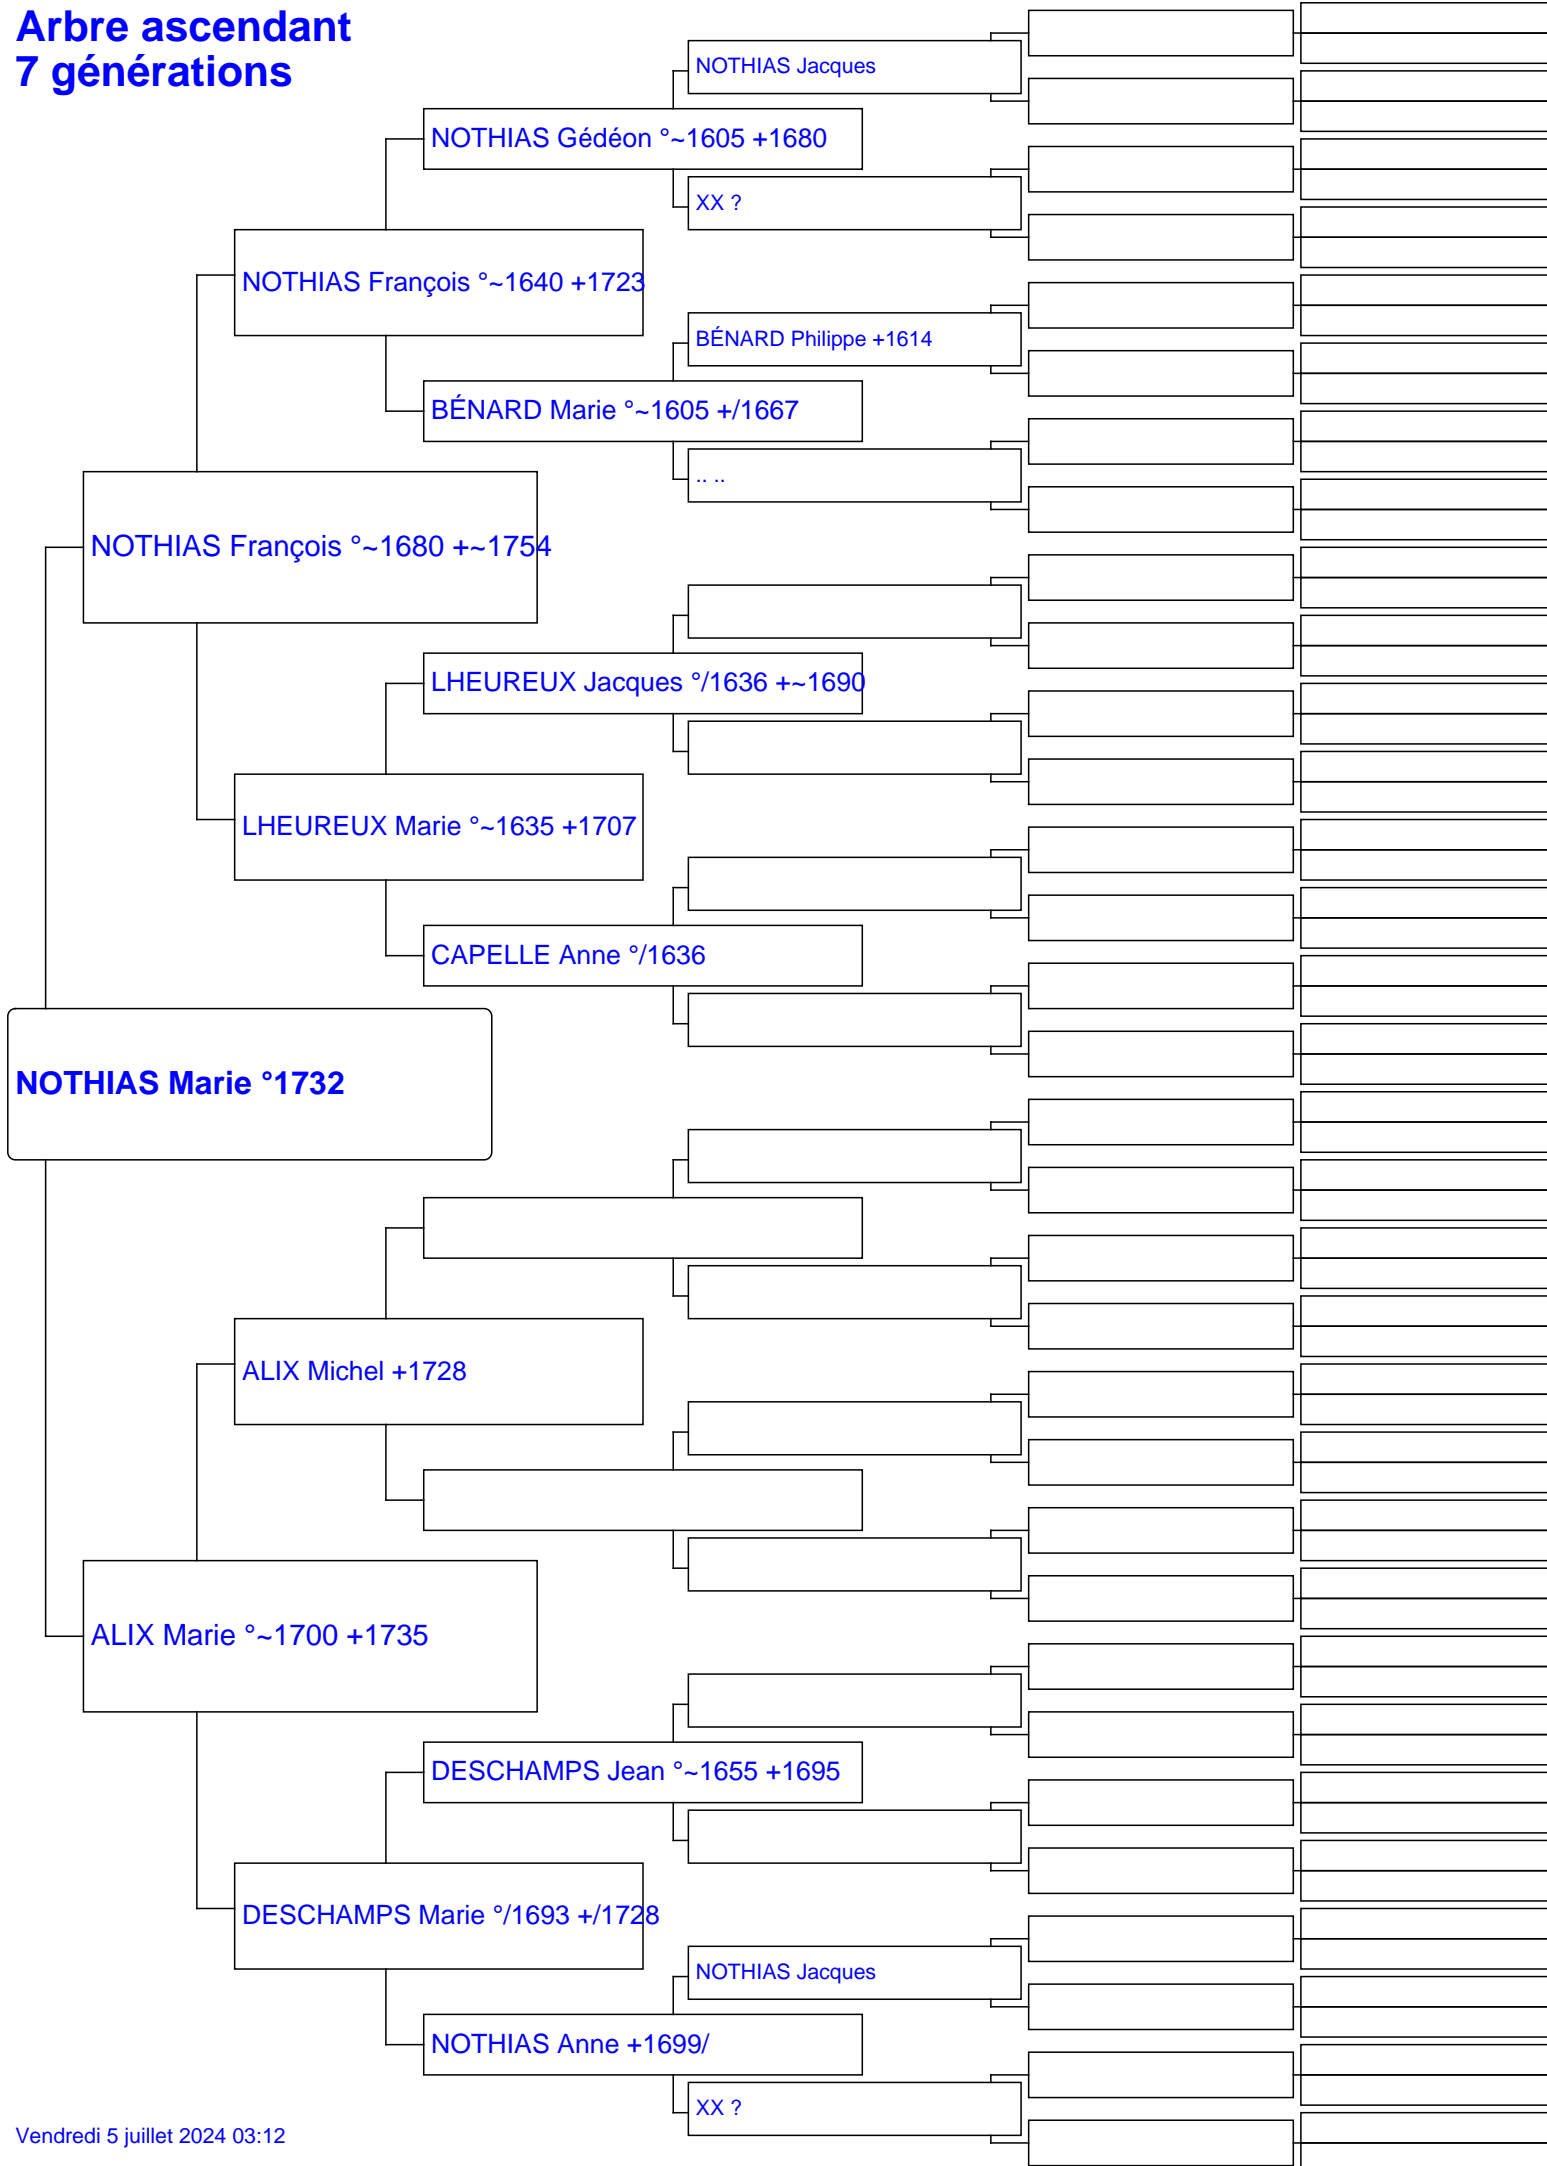 Arbre ascendant
7 générations
NOTHIAS Jacques
NOTHIAS Gédéon °~1605 +1680
XX ?
NOTHIAS François °~1640 +1723
BÉNARD Philippe +1614
BÉNARD Marie °~1605 +/1667
.. ..
NOTHIAS François °~1680 +~1754
LHEUREUX Jacques °/1636 +~1690
LHEUREUX Marie °~1635 +1707
CAPELLE Anne °/1636
NOTHIAS Marie °1732
ALIX Michel +1728
ALIX Marie °~1700 +1735
DESCHAMPS Jean °~1655 +1695
DESCHAMPS Marie °/1693 +/1728
NOTHIAS Jacques
NOTHIAS Anne +1699/
XX ?
Vendredi 5 juillet 2024 03:12